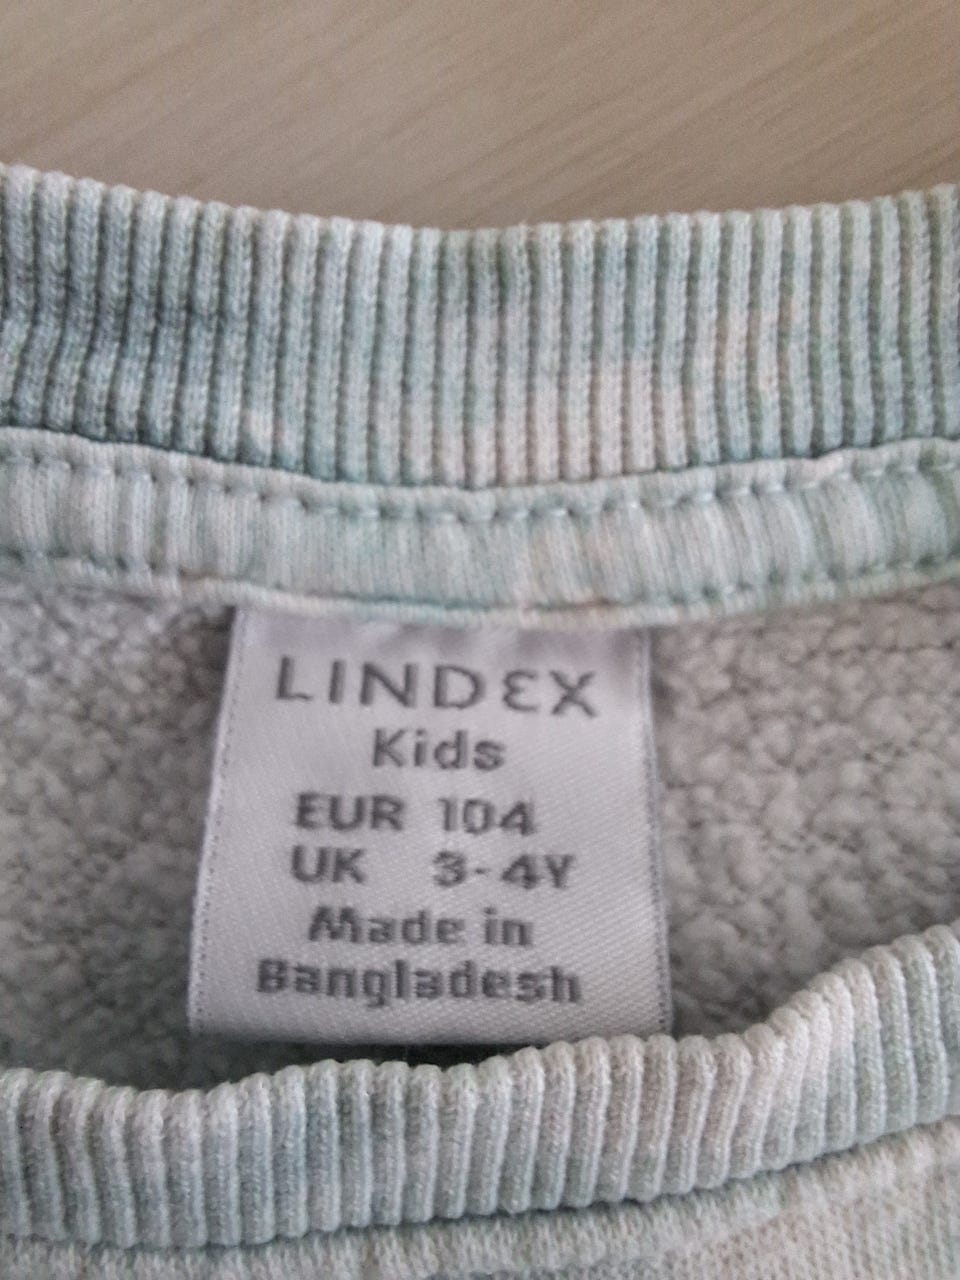 LINDEX
Kids
EUR 104
UK 3-4Y
Made in
Bangladesh